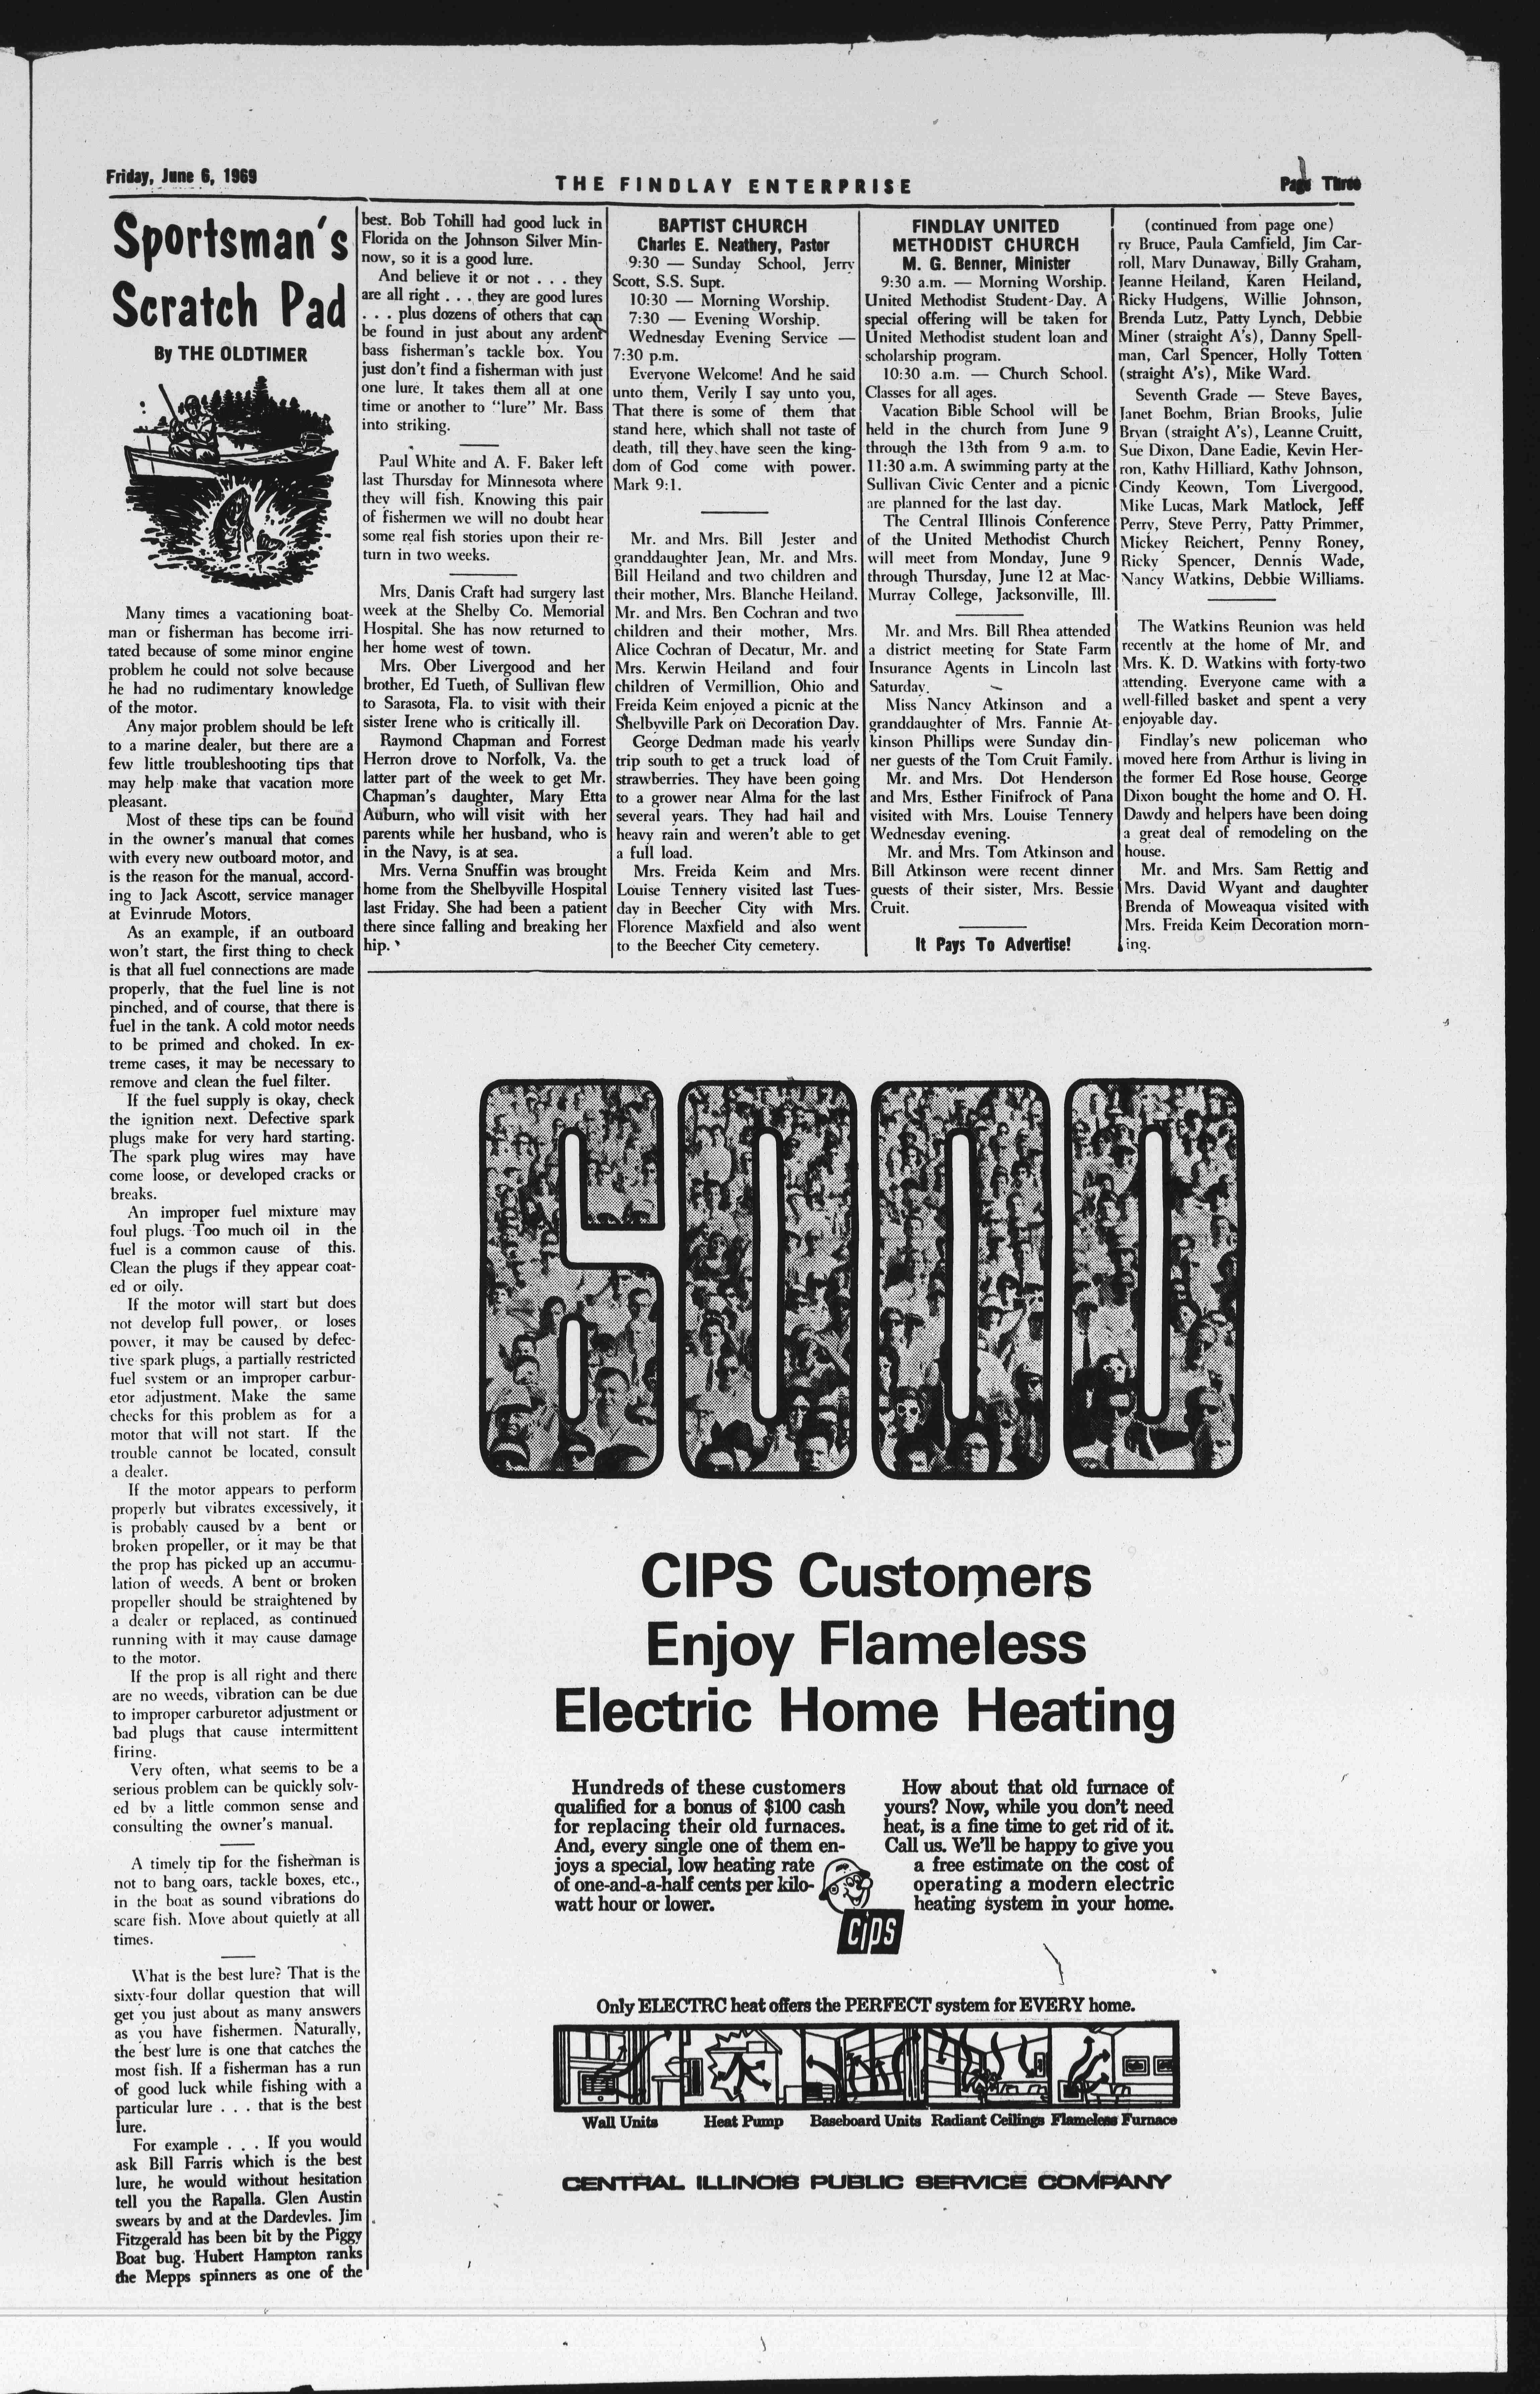 Friday, June 6, 1969
THE FINDLAY ENTERPRISE
Page Three
Sportsman's
Scratch Pad
By THE OLDTIMER
Many times a vacationing boat-
man or fisherman has become irri-
tated because of some minor engine
problem he could not solve because
he had no rudimentary knowledge
of the motor.
Any major problem should be left
to a marine dealer, but there are a
few little troubleshooting tips that
may help make that vacation more
pleasant.
Most of these tips can be found
in the owner's manual that comes
with every new outboard motor, and
is the reason for the manual, accord-
ing to Jack Ascott, service manager
at Evinrude Motors.
As an example, if an outboard
won't start, the first thing to check
is that all fuel connections are made
properly, that the fuel line is not
pinched, and of course, that there is
fuel in the tank. A cold motor needs
to be primed and choked. In ex-
treme cases, it may be necessary to
remove and clean the fuel filter.
If the fuel supply is okay, check
the ignition next. Defective spark
plugs make for very hard starting.
The spark plug wires may have
come loose, or developed cracks or
breaks.
An improper fuel mixture may
foul plugs. Too much oil in the
fuel is a common cause of this.
Clean the plugs if they appear coat-
ed or oily.
If the motor will start but does
not develop full power, or loses
power, it may be caused by defec-
tive spark plugs, a partially restricted
fuel system or an improper carbur-
etor adjustment. Make the same
checks for this problem as for a
motor that will not start. If the
trouble cannot be located, consult
a dealer.
If the motor appears to perform
properly but vibrates excessively, it
is probably caused by a bent or
broken propeller, or it may be that
the prop has picked up an accumu-
lation of weeds. A bent or broken
propeller should be straightened by
a dealer or replaced, as continued
running with it may cause damage
to the motor.
If the prop is all right and there
are no weeds, vibration can be due
to improper carburetor adjustment or
bad plugs that cause intermittent
firing.
Very often, what seems to be a
serious problem can be quickly solv-
ed by a little common sense and
consulting the owner's manual.
A timely tip for the fisherman is
not to bang oars, tackle boxes, etc.,
in the boat as sound vibrations do
scare fish. Move about quietly at all
times.
What is the best lure? That is the
sixty-four dollar question that will
get you just about as many answers
as you have fishermen. Naturally,
the best lure is one that catches the
most fish. If a fisherman has a run
of good luck while fishing with a
particular lure . . . that is the best
lure.
For example . . . If you would
ask Bill Farris which is the best
lure, he would without hesitation
tell you the Rapalla. Glen Austin
swears by and at the Dardevles. Jim
Fitzgerald has been bit by the Piggy
Boat bug. Hubert Hampton ranks
the Mepps spinners as one of the
best. Bob Tohill had good luck in
Florida on the Johnson Silver Min-
now, so it is a good lure.
And believe it or not . . . they
are all right . . . they are good lures
. . . plus dozens of others that can
be found in just about any ardent
bass fisherman's tackle box. You
just don't find a fisherman with just
one lure. It takes them all at one
time or another to "lure" Mr. Bass
into striking.
Paul White and A. F. Baker left
last Thursday for Minnesota where
they will fish. Knowing this pair
of fishermen we will no doubt hear
some real fish stories upon their re-
turn in two weeks.
Mrs. Danis Craft had surgery last
week at the Shelby Co. Memorial
Hospital. She has now returned to
her home west of town.
Mrs. Ober Livergood and her
brother, Ed Tueth, of Sullivan flew
to Sarasota, Fla. to visit with their
sister Irene who is critically ill.
Raymond Chapman and Forrest
Herron drove to Norfolk, Va. the
latter part of the week to get Mr.
Chapman's daughter, Mary Etta
Auburn, who will visit with her
parents while her husband, who is
in the Navy, is at sea.
Mrs. Verna Snuffin was brought
home from the Shelbyville Hospital
last Friday. She had been a patient
there since falling and breaking her
hip.
BAPTIST CHURCH
Charles E. Neathery, Pastor
9:30 — Sunday School, Jerry
Scott, S.S. Supt.
10:30 — Morning Worship.
7:30 — Evening Worship.
Wednesday Evening Service —
7:30 p.m.
Everyone Welcome! And he said
unto them, Verily I say unto you,
That there is some of them that
stand here, which shall not taste of
death, till they have seen the king-
dom of God come with power.
Mark 9:1.
Mr. and Mrs. Bill Jester and
granddaughter Jean, Mr. and Mrs.
Bill Heiland and two children and
their mother, Mrs. Blanche Heiland.
Mr. and Mrs. Ben Cochran and two
children and their mother, Mrs.
Alice Cochran of Decatur, Mr. and
Mrs. Kerwin Heiland and four
children of Vermillion, Ohio and
Freida Keim enjoyed a picnic at the
Shelbyville Park on Decoration Day.
George Dedman made his yearly
trip south to get a truck load of
strawberries. They have been going
to a grower near Alma for the last
several years. They had hail and
heavy rain and weren't able to get
a full load.
Mrs. Freida Keim and Mrs.
Louise Tennery visited last Tues-
day in Beecher City with Mrs.
Florence Maxfield and also went
to the Beecher City cemetery.
FINDLAY UNITED
METHODIST CHURCH
M. G. Benner, Minister
9:30 a.m. — Morning Worship.
United Methodist Student-Day. A
special offering will be taken for
United Methodist student loan and
scholarship program.
10:30 a.m. — Church School.
Classes for all ages.
Vacation Bible School will be
held in the church from June 9
through the 13th from 9 a.m. to
11:30 a.m. A swimming party at the
Sullivan Civic Center and a picnic
are planned for the last day.
The Central Illinois Conference
of the United Methodist Church
will meet from Monday, June 9
through Thursday, June 12 at Mac-
Murray College, Jacksonville, Ill.
Mr. and Mrs. Bill Rhea attended
a district meeting for State Farm
Insurance Agents in Lincoln last
Saturday.
Miss Nancy Atkinson and a
granddaughter of Mrs. Fannie At-
kinson Phillips were Sunday din-
ner guests of the Tom Cruit Family.
Mr. and Mrs. Dot Henderson
and Mrs. Esther Finifrock of Pana
visited with Mrs. Louise Tennery
Wednesday evening.
Mr. and Mrs. Tom Atkinson and
Bill Atkinson were recent dinner
guests of their sister, Mrs. Bessie
Cruit.
It Pays To Advertise!
(continued from page one)
ry Bruce, Paula Camfield, Jim Car-
roll, Mary Dunaway, Billy Graham,
Jeanne Heiland, Karen Heiland,
Ricky Hudgens, Willie Johnson,
Brenda Lutz, Patty Lynch, Debbie
Miner (straight A's), Danny Spell-
man, Carl Spencer, Holly Totten
(straight A's), Mike Ward.
Seventh Grade — Steve Bayes,
Janet Boehm, Brian Brooks, Julie
Bryan (straight A's), Leanne Cruitt,
Sue Dixon, Dane Eadie, Kevin Her-
ron, Kathy Hilliard, Kathy Johnson,
Cindy Keown, Tom Livergood,
Mike Lucas, Mark Matlock, Jeff
Perry, Steve Perry, Patty Primmer,
Mickey Reichert, Penny Roney,
Ricky Spencer, Dennis Wade,
Nancy Watkins, Debbie Williams.
The Watkins Reunion was held
recently at the home of Mr. and
Mrs. K. D. Watkins with forty-two
attending. Everyone came with a
well-filled basket and spent a very
enjoyable day.
Findlay's new policeman who
moved here from Arthur is living in
the former Ed Rose house. George
Dixon bought the home and O. H.
Dawdy and helpers have been doing
a great deal of remodeling on the
house.
Mr. and Mrs. Sam Rettig and
Mrs. David Wyant and daughter
Brenda of Moweaqua visited with
Mrs. Freida Keim Decoration morn-
ing.
6000
CIPS Customers
Enjoy Flameless
Electric Home Heating
Hundreds of these customers
qualified for a bonus of $100 cash
for replacing their old furnaces.
And, every single one of them en-
joys a special, low heating rate
of one-and-a-half cents per kilo-
watt hour or lower.
How about that old furnace of
yours? Now, while you don't need
heat, is a fine time to get rid of it.
Call us. We'll be happy to give you
a free estimate on the cost of
operating a modern electric
heating system in your home.
cips
Only ELECTRC heat offers the PERFECT system for EVERY home.
Wall Units Heat Pump Baseboard Units Radiant Ceilings Flameless Furnace
CENTRAL ILLINOIS PUBLIC SERVICE COMPANY